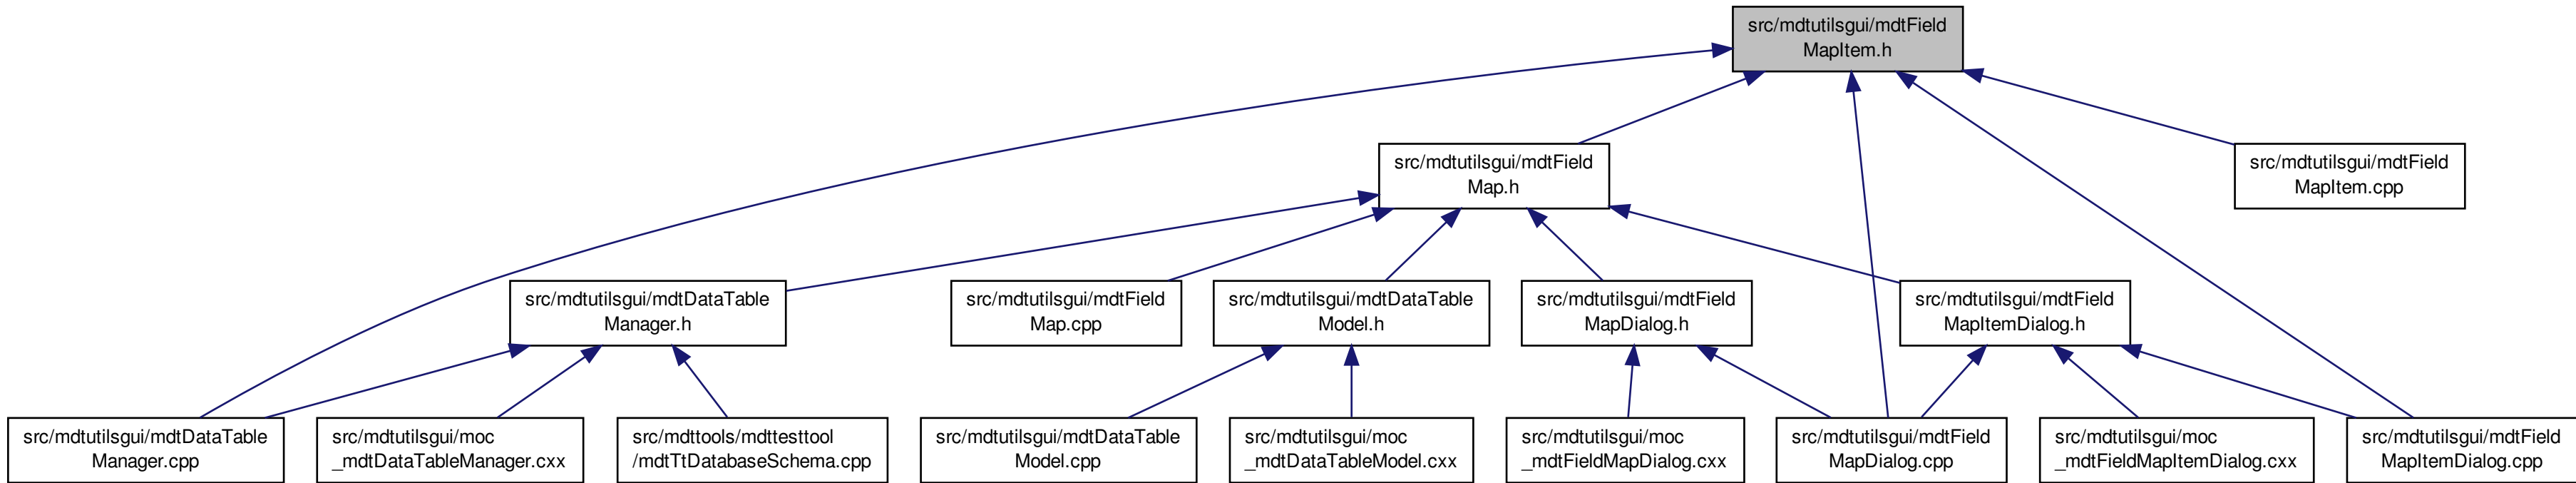 src/mdtutilsgui/mdtField
MapItem.h
src/mdtutilsgui/mdtField
Map.h
src/mdtutilsgui/mdtField
MapItem.cpp
src/mdtutilsgui/mdtDataTable
Manager.h
src/mdtutilsgui/mdtField
Map.cpp
src/mdtutilsgui/mdtDataTable
Model.h
src/mdtutilsgui/mdtField
MapDialog.h
src/mdtutilsgui/mdtField
MapItemDialog.h
src/mdtutilsgui/mdtDataTable
Manager.cpp
src/mdtutilsgui/moc
_mdtDataTableManager.cxx
src/mdttools/mdttesttool
/mdtTtDatabaseSchema.cpp
src/mdtutilsgui/mdtDataTable
Model.cpp
src/mdtutilsgui/moc
_mdtDataTableModel.cxx
src/mdtutilsgui/moc
_mdtFieldMapDialog.cxx
src/mdtutilsgui/mdtField
MapDialog.cpp
src/mdtutilsgui/moc
_mdtFieldMapItemDialog.cxx
src/mdtutilsgui/mdtField
MapItemDialog.cpp